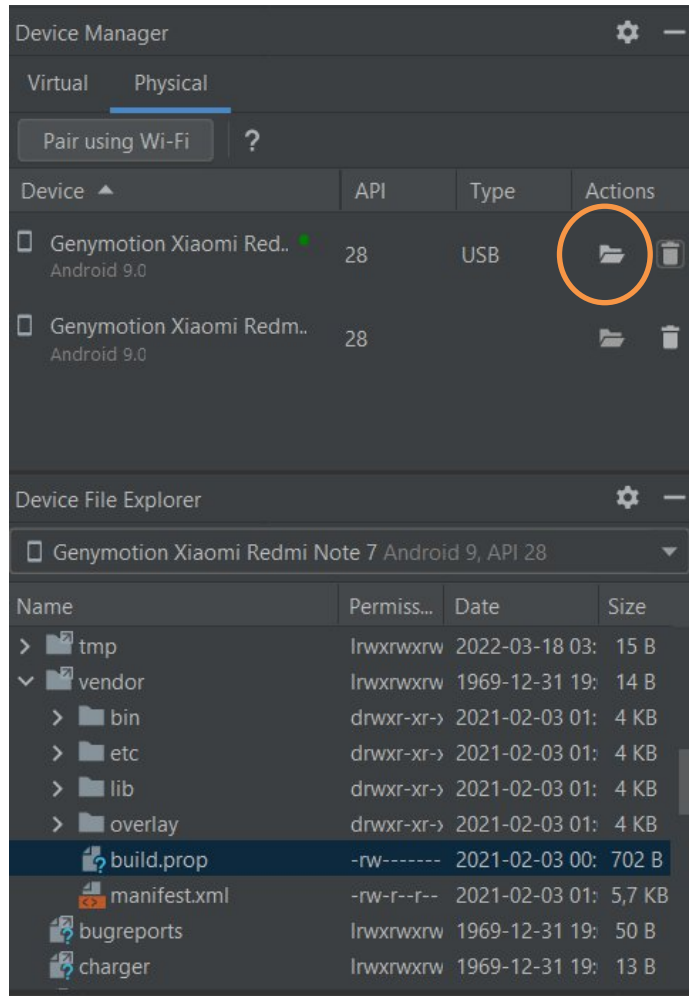 Device Manager
Virtual Physical
Pair using Wi-Fi ?
Device API Type Actions
Genymotion Xiaomi Red.. 28 USB
Android 9.0
Genymotion Xiaomi Redm.. 28
Android 9.0
Device File Explorer
Genymotion Xiaomi Redmi Note 7 Android 9, API 28
Name Permiss... Date Size
tmp lrwxrwxrw 2022-03-18 03: 15 B
vendor lrwxrwxrw 1969-12-31 19: 14 B
bin drwxr-xr-x 2021-02-03 01: 4 KB
etc drwxr-xr-x 2021-02-03 01: 4 KB
lib drwxr-xr-x 2021-02-03 01: 4 KB
overlay drwxr-xr-x 2021-02-03 01: 4 KB
build.prop -rw------- 2021-02-03 00: 702 B
manifest.xml -rw-r--r-- 2021-02-03 01: 5,7 KB
bugreports lrwxrwxrw 1969-12-31 19: 50 B
charger lrwxrwxrw 1969-12-31 19: 13 B